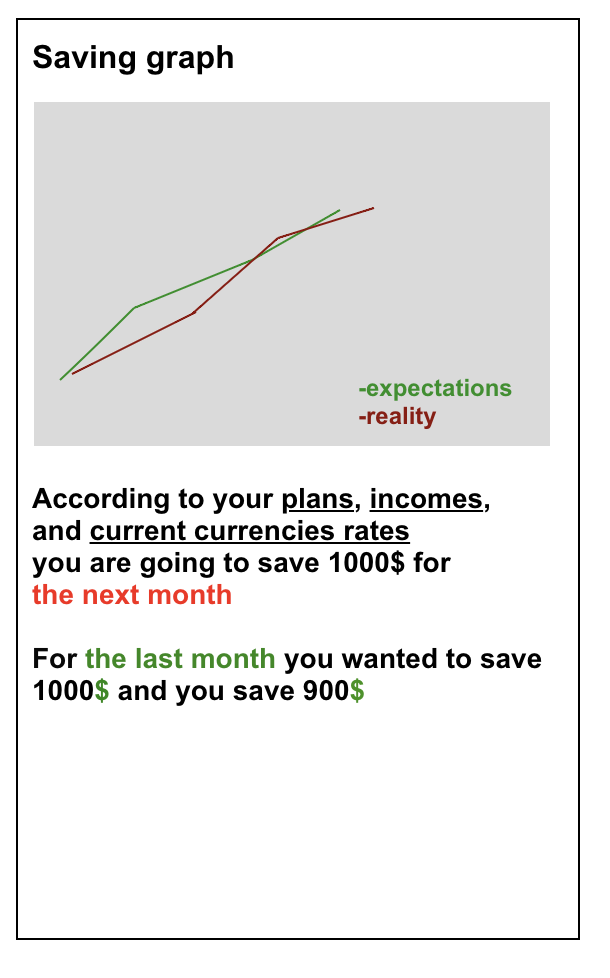 Saving graph
-expectations
-reality
According to your plans, incomes,
and current currencies rates
you are going to save 1000$ for
the next month
For the last month you wanted to save
1000$ and you save 900$